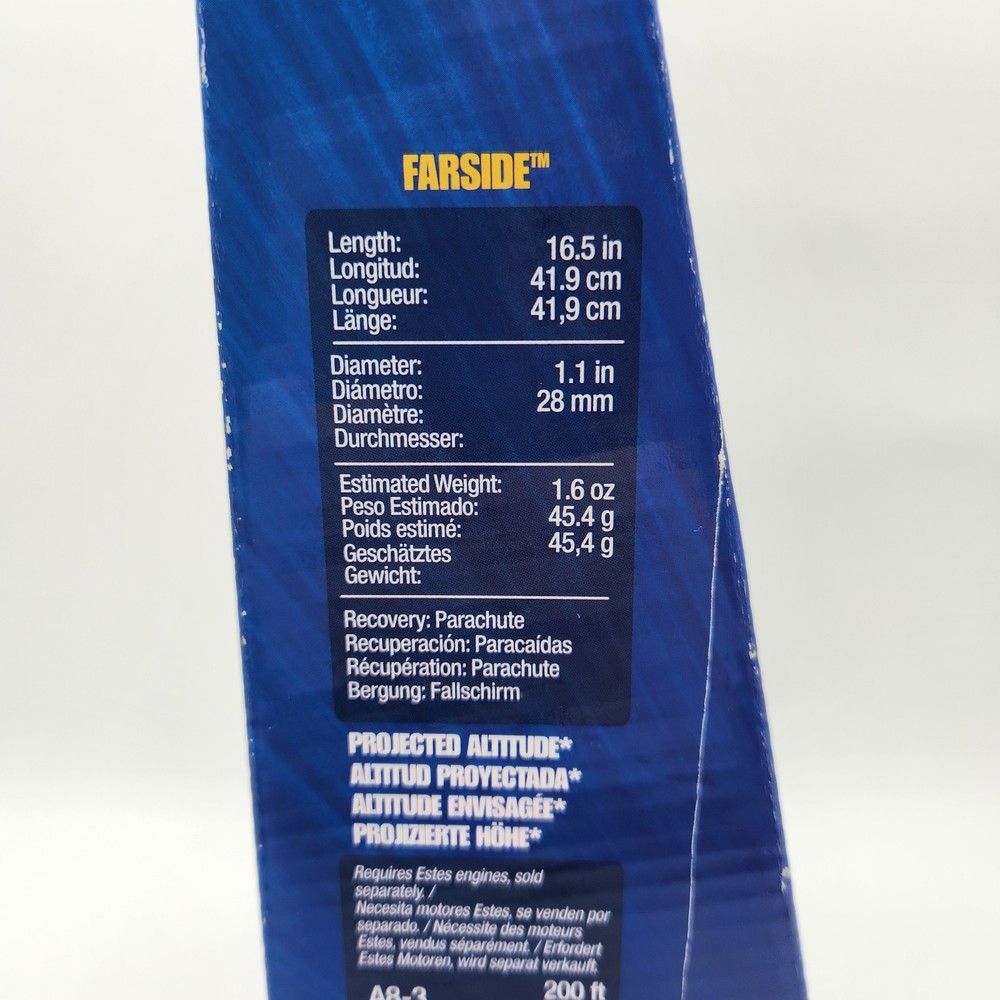 FARSIDE™
Length: 16.5 in
Longitud: 41.9 cm
Longueur: 41,9 cm
Länge:
Diameter: 1.1 in
Diámetro: 28 mm
Diamètre:
Durchmesser:
Estimated Weight: 1.6 oz
Peso Estimado: 45.4 g
Poids estimé: 45,4 g
Geschätztes
Gewicht:
Recovery: Parachute
Recuperación: Paracaídas
Récupération: Parachute
Bergung: Fallschirm
PROJECTED ALTITUDE*
ALTITUD PROYECTADA*
ALTITUDE ENVISAGÉE*
PROJIZIERTE HÖHE*
Requires Estes engines, sold
separately. /
Necesita motores Estes, se venden por
separado. / Nécessite des moteurs
Estes, vendus séparément. / Erfordert
Estes Motoren, wird separat verkauft.
A8-3 200 ft